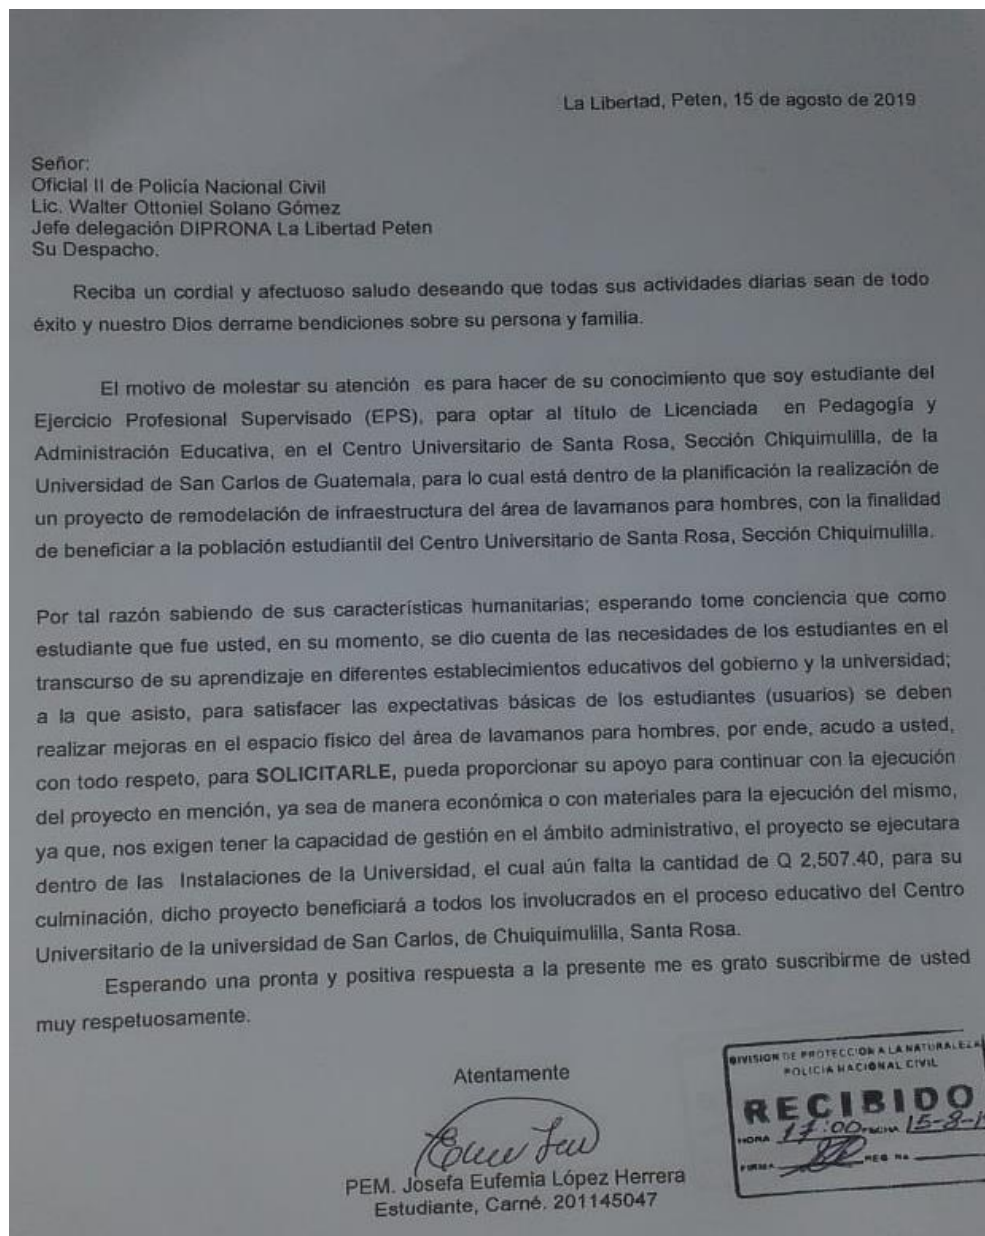 La Libertad, Peten, 15 de agosto de 2019
Señor:
Oficial II de Policía Nacional Civil
Lic. Walter Ottoniel Solano Gómez
Jefe delegación DIPRONA La Libertad Peten
Su Despacho.
Reciba un cordial y afectuoso saludo deseando que todas sus actividades diarias sean de todo
éxito y nuestro Dios derrame bendiciones sobre su persona y familia.
El motivo de molestar su atención es para hacer de su conocimiento que soy estudiante del
Ejercicio Profesional Supervisado (EPS), para optar al título de Licenciada en Pedagogía y
Administración Educativa, en el Centro Universitario de Santa Rosa, Sección Chiquimulilla, de la
Universidad de San Carlos de Guatemala, para lo cual está dentro de la planificación la realización de
un proyecto de remodelación de infraestructura del área de lavamanos para hombres, con la finalidad
de beneficiar a la población estudiantil del Centro Universitario de Santa Rosa, Sección Chiquimulilla.
Por tal razón sabiendo de sus características humanitarias; esperando tome conciencia que como
estudiante que fue usted, en su momento, se dio cuenta de las necesidades de los estudiantes en el
transcurso de su aprendizaje en diferentes establecimientos educativos del gobierno y la universidad;
a la que asisto, para satisfacer las expectativas básicas de los estudiantes (usuarios) se deben
realizar mejoras en el espacio físico del área de lavamanos para hombres, por ende, acudo a usted,
con todo respeto, para SOLICITARLE, pueda proporcionar su apoyo para continuar con la ejecución
del proyecto en mención, ya sea de manera económica o con materiales para la ejecución del mismo,
ya que, nos exigen tener la capacidad de gestión en el ámbito administrativo, el proyecto se ejecutara
dentro de las Instalaciones de la Universidad, el cual aún falta la cantidad de Q 2,507.40, para su
culminación, dicho proyecto beneficiará a todos los involucrados en el proceso educativo del Centro
Universitario de la universidad de San Carlos, de Chuiquimulilla, Santa Rosa.
Esperando una pronta y positiva respuesta a la presente me es grato suscribirme de usted
muy respetuosamente.
Atentamente
PEM. Josefa Eufemia López Herrera
Estudiante, Carné. 201145047
DIVISION DE PROTECCION A LA NATURALEZA
POLICIA NACIONAL CIVIL
RECIBIDO
HORA 17:00 FECHA 15-8-19
FIRMA REG No.